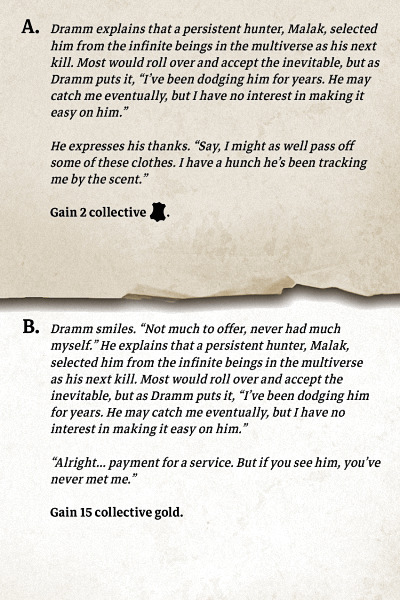 A. Dramm explains that a persistent hunter, Malak, selected
him from the infinite beings in the multiverse as his next
kill. Most would roll over and accept the inevitable, but as
Dramm puts it, “I’ve been dodging him for years. He may
catch me eventually, but I have no interest in making it
easy on him.”
He expresses his thanks. “Say, I might as well pass off
some of these clothes. I have a hunch he’s been tracking
me by the scent.”
Gain 2 collective .
B. Dramm smiles. “Not much to offer, never had much
myself.” He explains that a persistent hunter, Malak,
selected him from the infinite beings in the multiverse
as his next kill. Most would roll over and accept the
inevitable, but as Dramm puts it, “I’ve been dodging him
for years. He may catch me eventually, but I have no
interest in making it easy on him.”
“Alright... payment for a service. But if you see him, you’ve
never met me.”
Gain 15 collective gold.